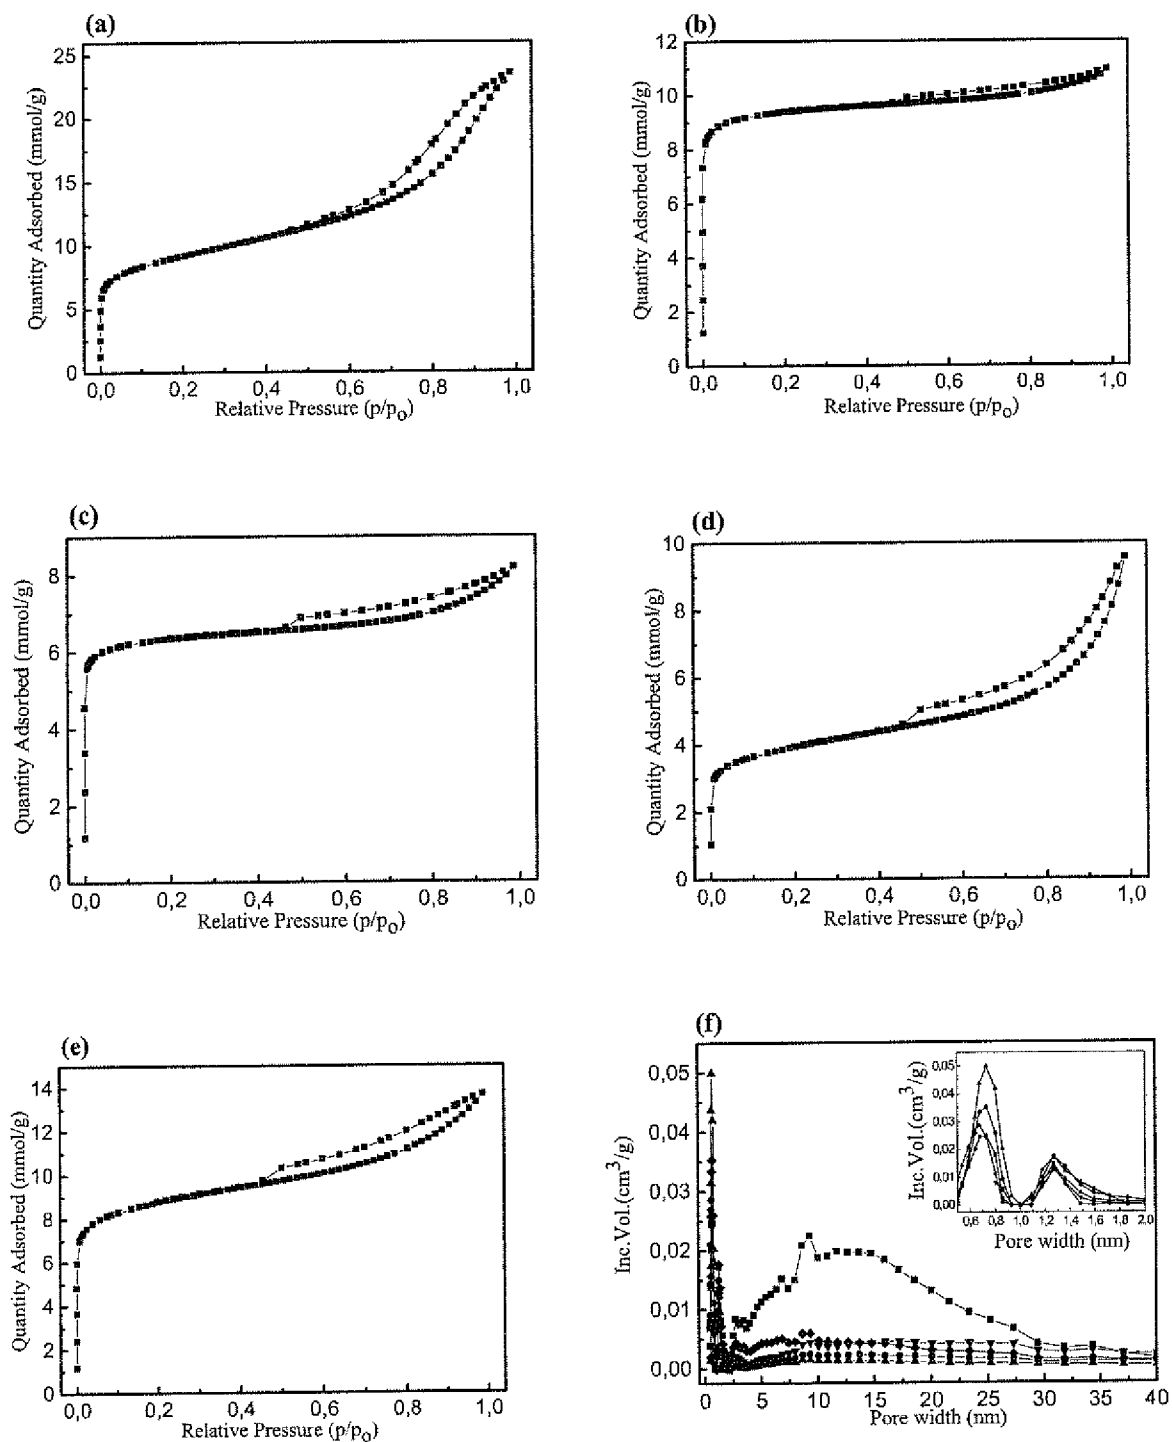 (a)
25
20
15
10
5
0
Quantity Adsorbed (mmol/g)
0,0 0,2 0,4 0,6 0,8 1,0
Relative Pressure (p/p0)
(b)
12
10
8
6
4
2
0
Quantity Adsorbed (mmol/g)
0,0 0,2 0,4 0,6 0,8 1,0
Relative Pressure (p/p0)
(c)
8
6
4
2
0
Quantity Adsorbed (mmol/g)
0,0 0,2 0,4 0,6 0,8 1,0
Relative Pressure (p/p0)
(d)
10
8
6
4
2
0
Quantity Adsorbed (mmol/g)
0,0 0,2 0,4 0,6 0,8 1,0
Relative Pressure (p/p0)
(e)
14
12
10
8
6
4
2
0
Quantity Adsorbed (mmol/g)
0,0 0,2 0,4 0,6 0,8 1,0
Relative Pressure (p/p0)
(f)
0,05
0,04
0,03
0,02
0,01
0,00
Inc.Vol.(cm³/g)
0 5 10 15 20 25 30 35 40
Pore width (nm)
0,05
0,04
0,03
0,02
0,01
0,00
Inc.Vol.(cm³/g)
0,6 0,8 1,0 1,2 1,4 1,6 1,8 2,0
Pore width (nm)